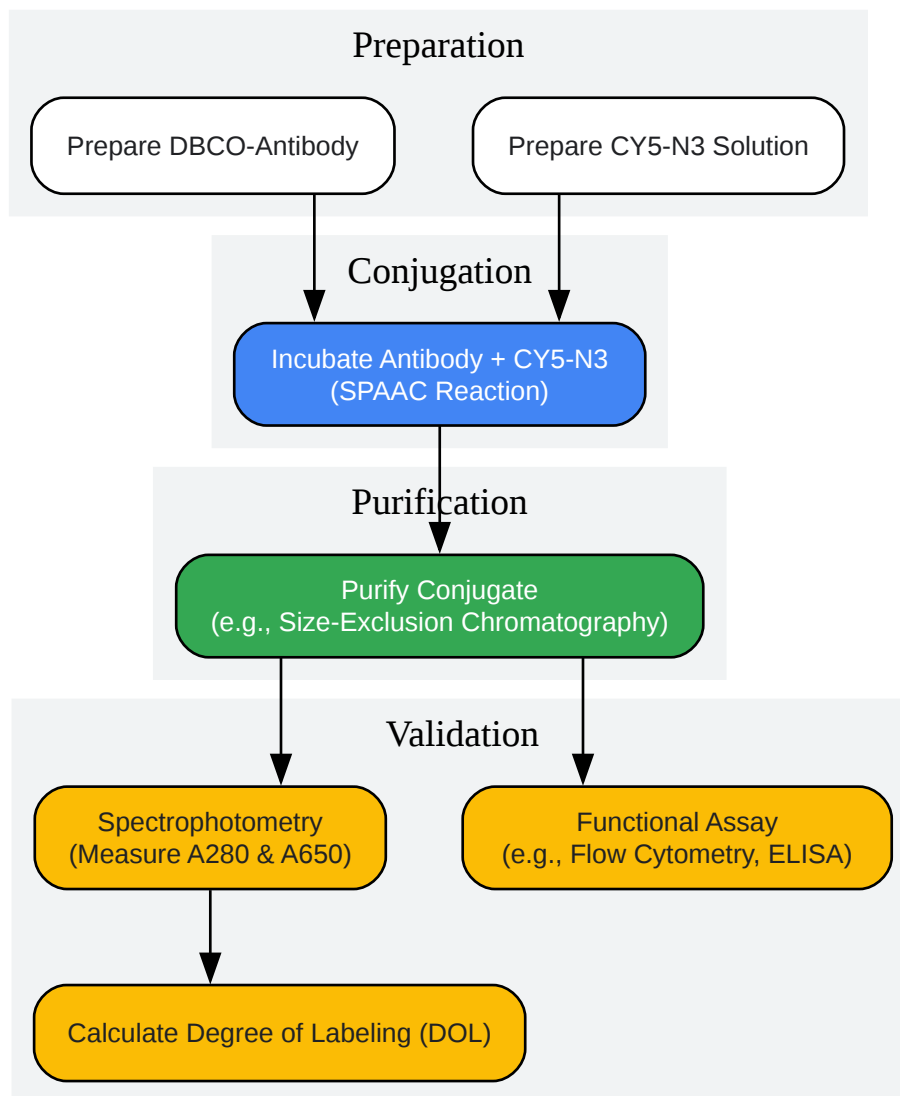 Preparation
Prepare DBCO-Antibody
Prepare CY5-N3 Solution
Conjugation
Incubate Antibody + CY5-N3
(SPAAC Reaction)
Purification
Purify Conjugate
(e.g., Size-Exclusion Chromatography)
Validation
Spectrophotometry
(Measure A280 & A650)
Functional Assay
(e.g., Flow Cytometry, ELISA)
Calculate Degree of Labeling (DOL)